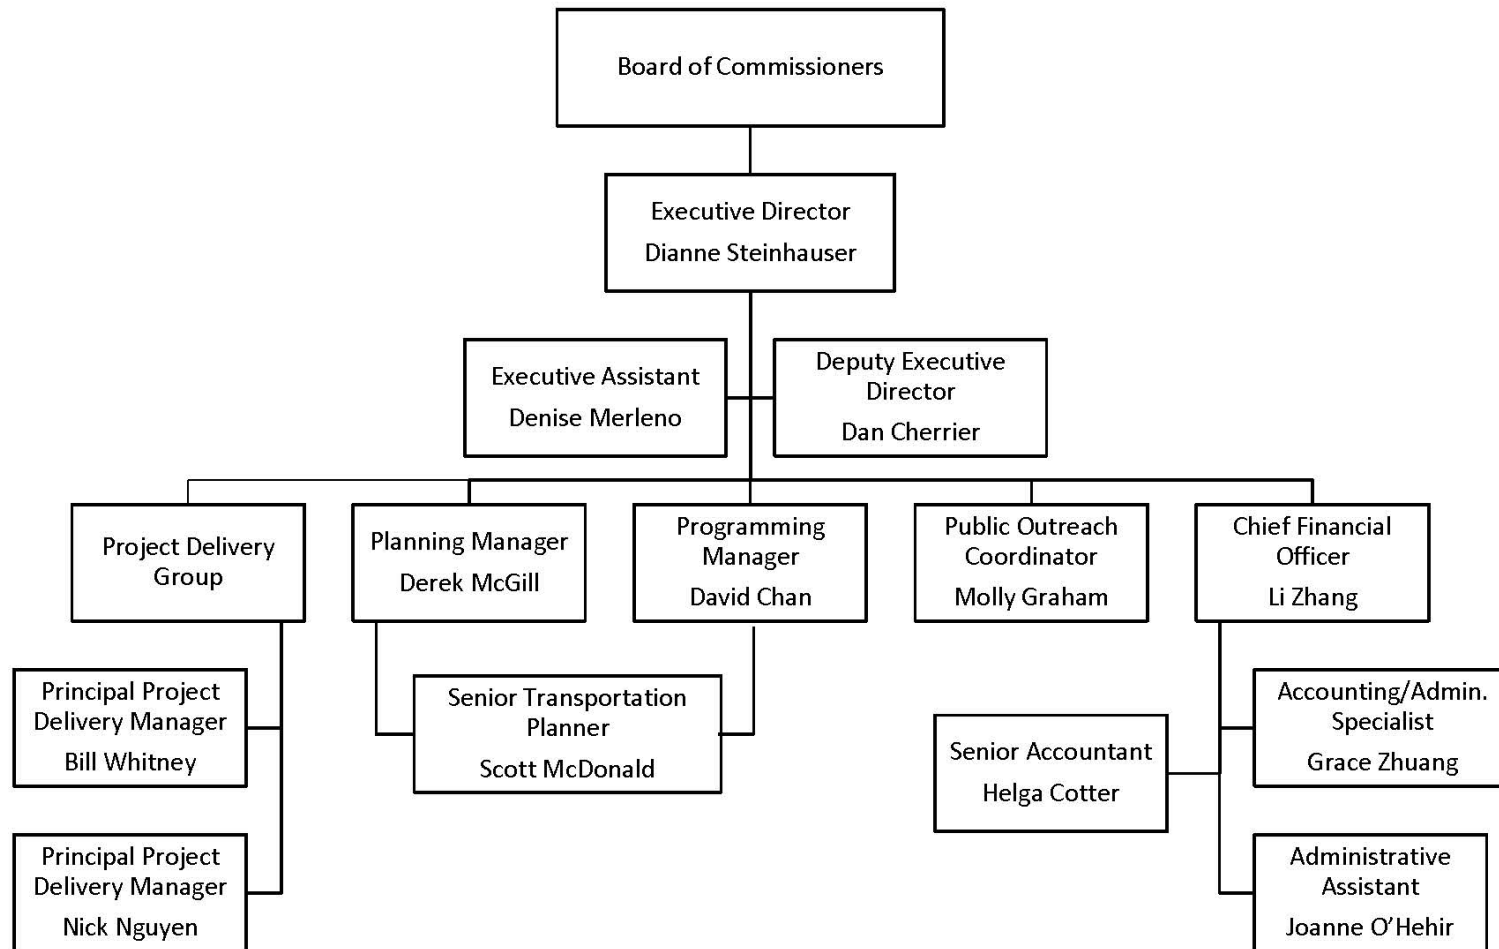 Board of Commissioners
Executive Director
Dianne Steinhauser
Executive Assistant
Denise Merleno
Deputy Executive
Director
Dan Cherrier
Project Delivery
Group
Planning Manager
Derek McGill
Programming
Manager
David Chan
Public Outreach
Coordinator
Molly Graham
Chief Financial
Officer
Li Zhang
Principal Project
Delivery Manager
Bill Whitney
Senior Transportation
Planner
Scott McDonald
Senior Accountant
Helga Cotter
Accounting/Admin.
Specialist
Grace Zhuang
Principal Project
Delivery Manager
Nick Nguyen
Administrative
Assistant
Joanne O’Hehir